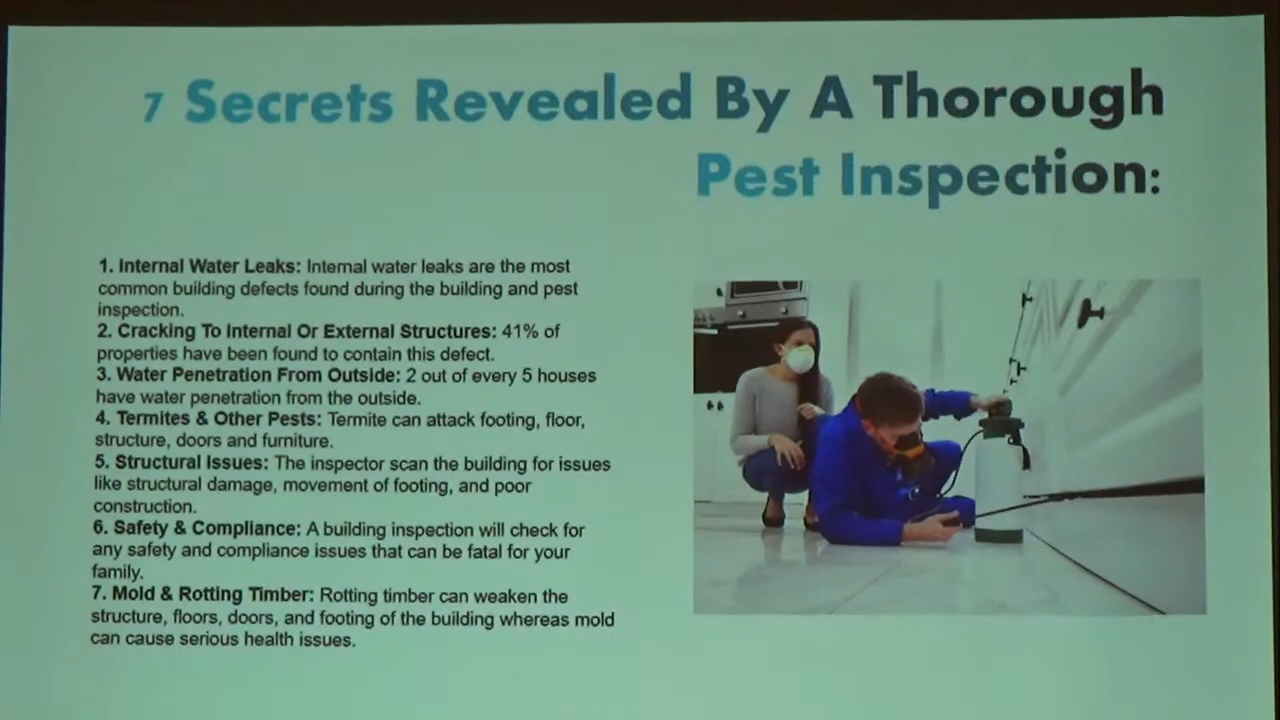 7 Secrets Revealed By A Thorough
Pest Inspection:
1. Internal Water Leaks: Internal water leaks are the most
common building defects found during the building and pest
inspection.
2. Cracking To Internal Or External Structures: 41% of
properties have been found to contain this defect.
3. Water Penetration From Outside: 2 out of every 5 houses
have water penetration from the outside.
4. Termites & Other Pests: Termite can attack footing, floor,
structure, doors and furniture.
5. Structural Issues: The inspector scan the building for issues
like structural damage, movement of footing, and poor
construction.
6. Safety & Compliance: A building inspection will check for
any safety and compliance issues that can be fatal for your
family.
7. Mold & Rotting Timber: Rotting timber can weaken the
structure, floors, doors, and footing of the building whereas mold
can cause serious health issues.